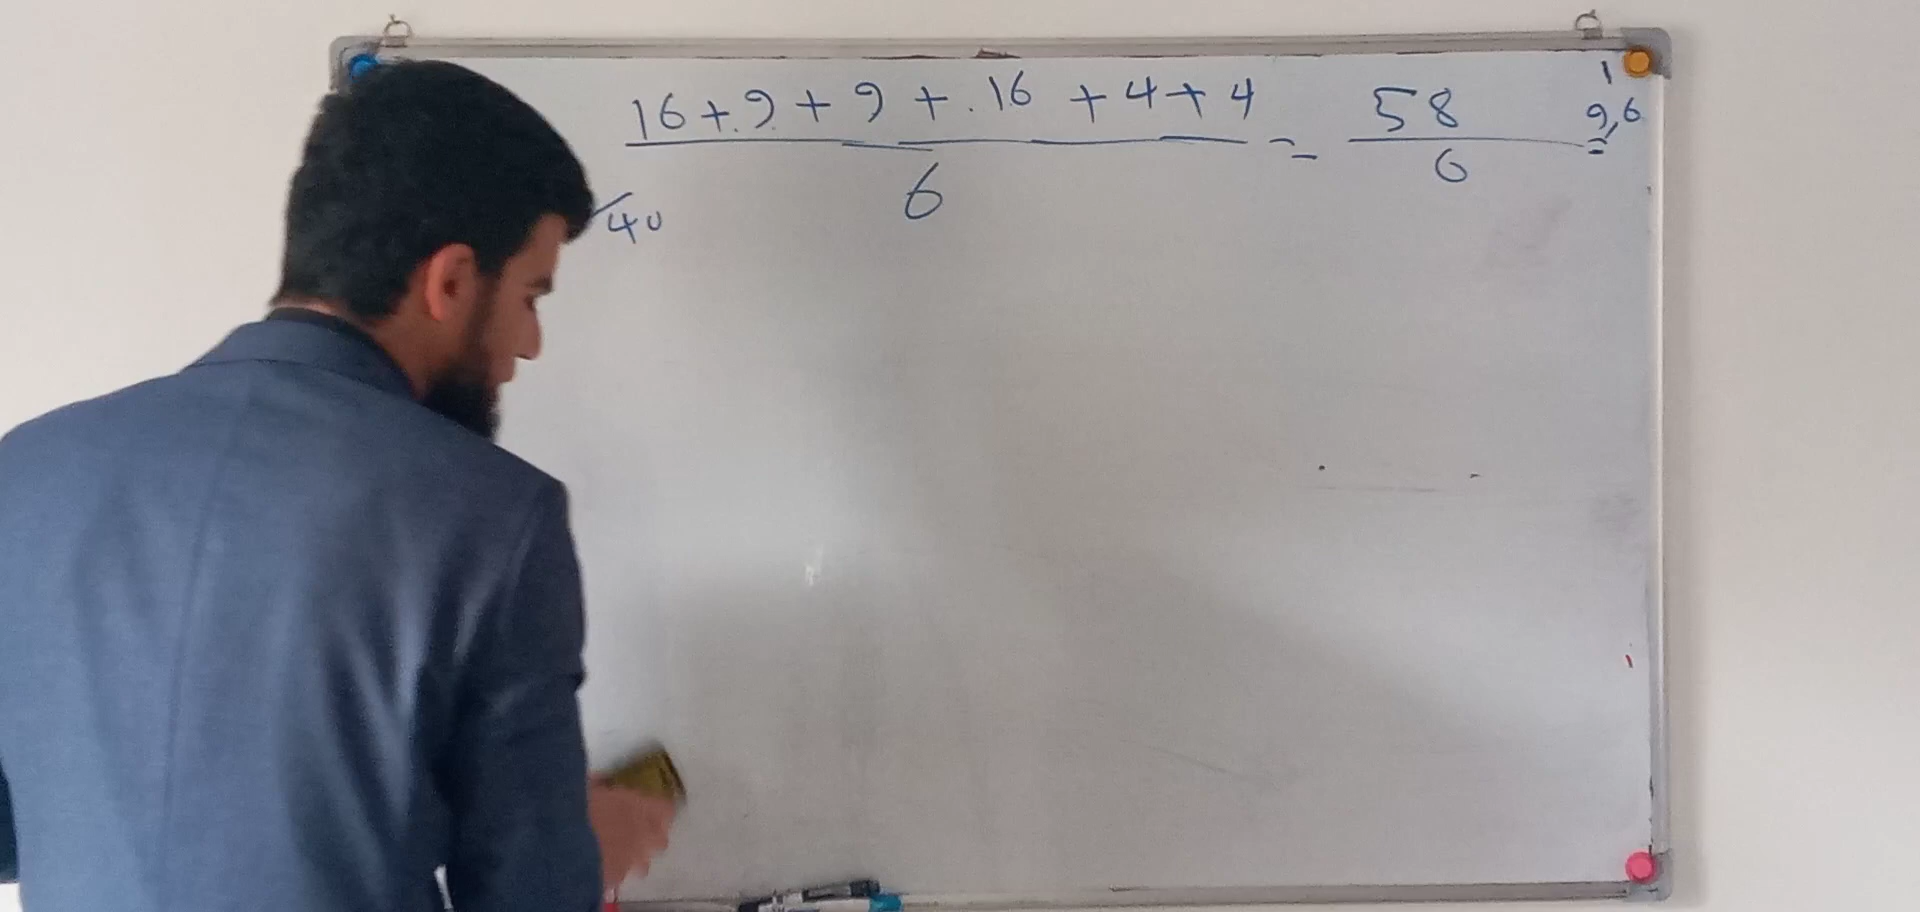 16 + 9 + 9 + 16 + 4 + 4 = 58 = 9,6
6 6
40